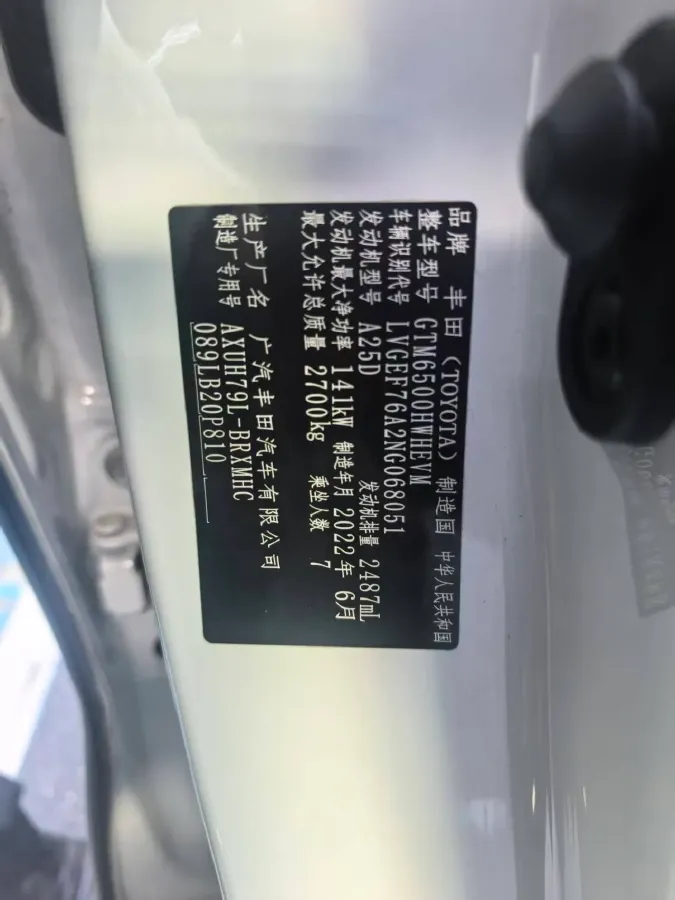 品牌 丰田（TOYOTA） 制造国 中华人民共和国
整车型号 GTM6500HWHEVM
车辆识别代号 LVGEF76A2NG068051
发动机型号 A25D 发动机排量 2487mL
发动机最大净功率 141kW 制造年月 2022年 6月
最大允许总质量 2700kg 乘坐人数 7
生产厂名 广汽丰田汽车有限公司
制造厂专用号 AXUH79L-BRXMHC
089LB20P810